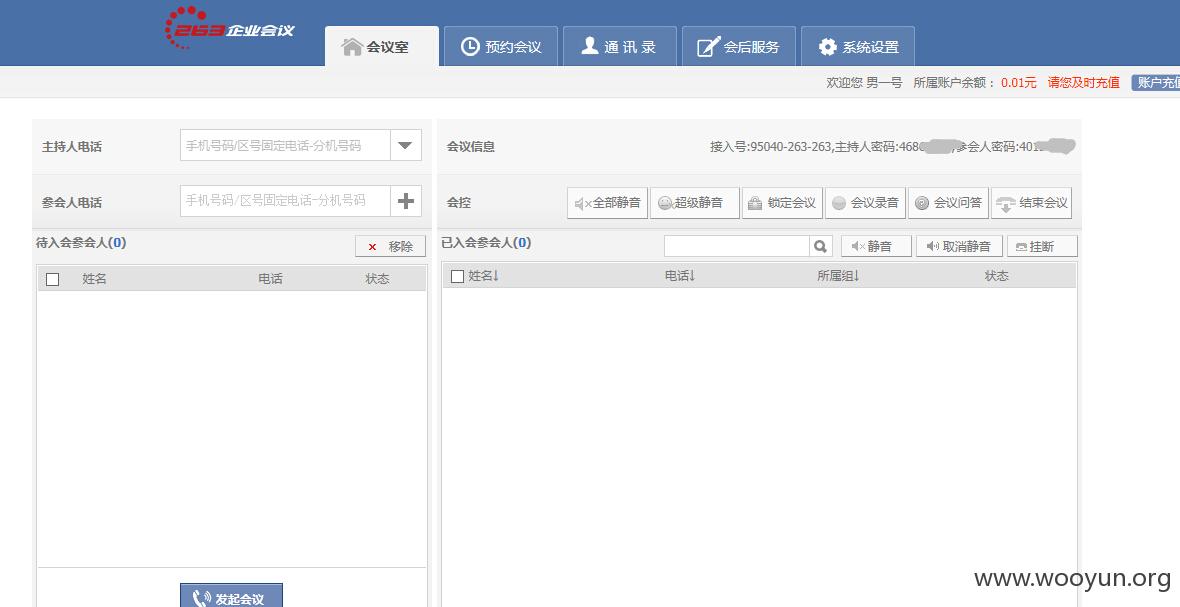 263企业会议
会议室
预约会议
通 讯 录
会后服务
系统设置
欢迎您 男一号 所属账户余额： 0.01元 请您及时充值 账户充值
主持人电话
手机号码/区号固定电话-分机号码
会议信息
接入号:95040-263-263,主持人密码:468 参会人密码:401
参会人电话
手机号码/区号固定电话-分机号码
会控
全部静音
超级静音
锁定会议
会议录音
会议问答
结束会议
待入会参会人(0)
移除
已入会参会人(0)
静音
取消静音
挂断
姓名 电话 状态
姓名↓ 电话↓ 所属组↓ 状态
发起会议
www.wooyun.org